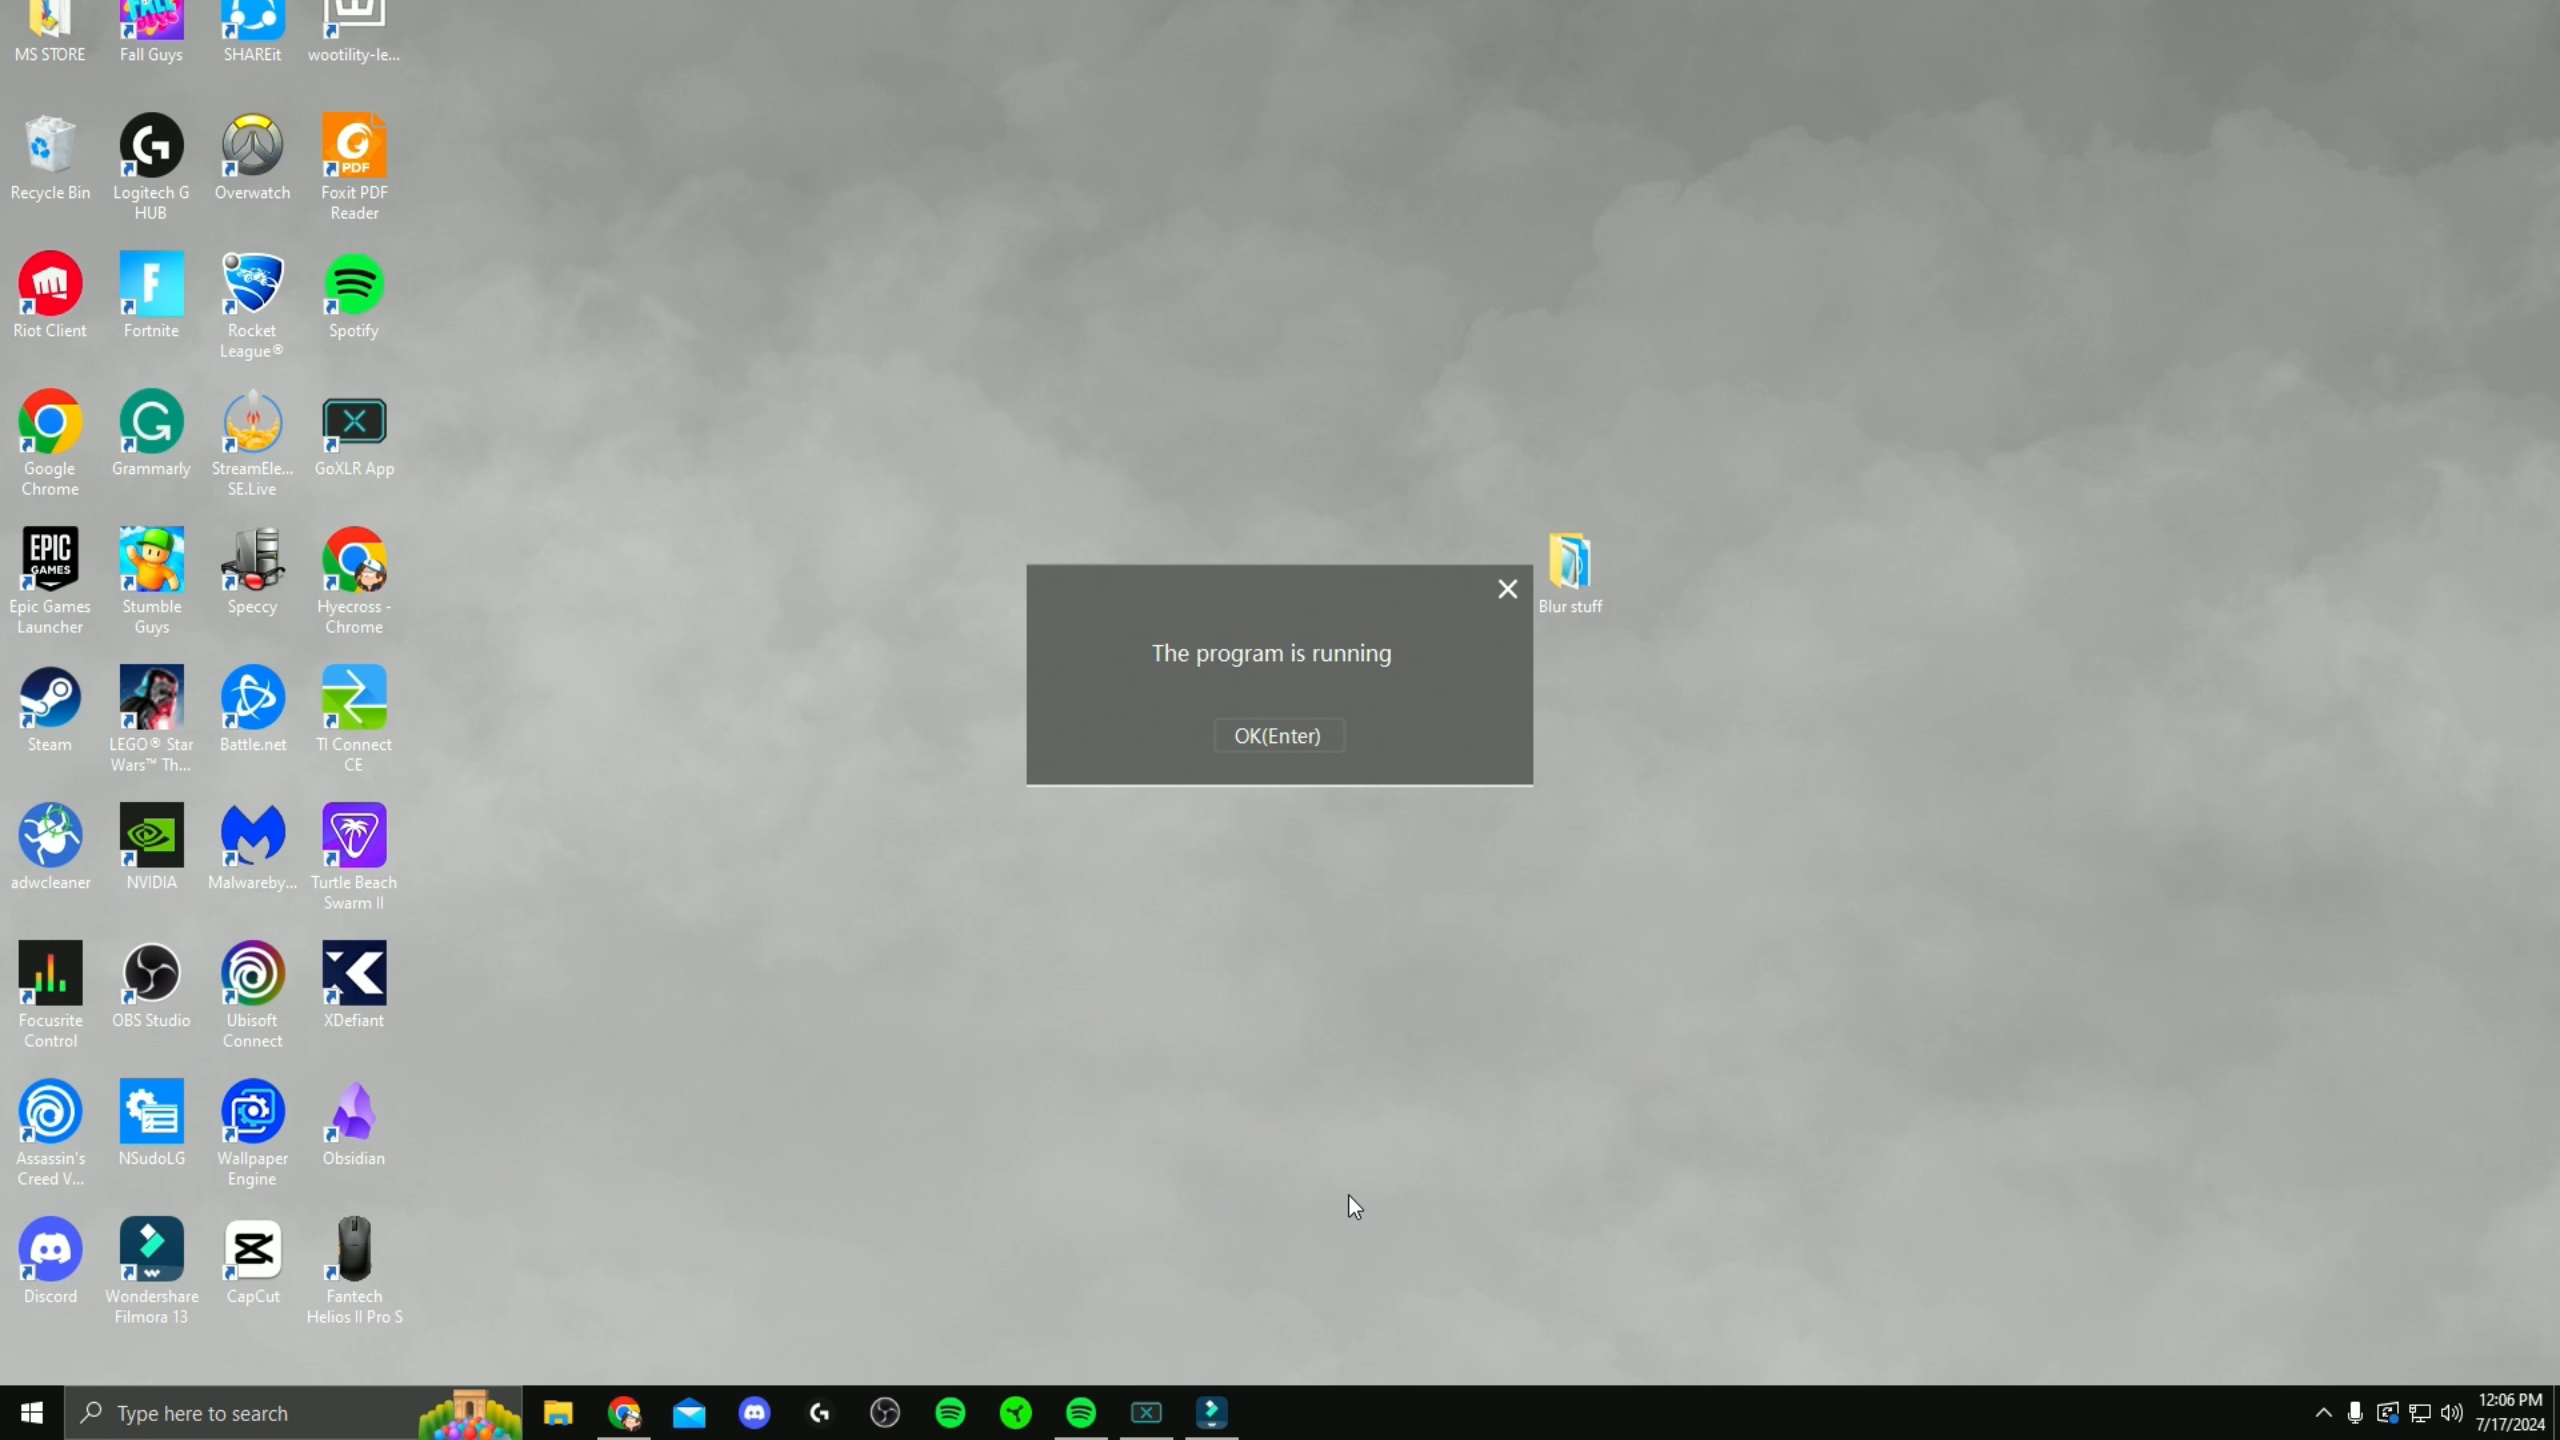 MS STORE
Fall Guys
SHAREit
wootility-le...
Recycle Bin
Logitech G
HUB
Overwatch
PDF
Foxit PDF
Reader
Riot Client
F
Fortnite
Rocket
League®
Spotify
Google
Chrome
Grammarly
StreamEle...
SE.Live
GoXLR App
EPIC
GAMES
Epic Games
Launcher
Stumble
Guys
Speccy
Hyecross -
Chrome
Blur stuff
The program is running
OK(Enter)
Steam
LEGO® Star
Wars™ Th...
Battle.net
TI Connect
CE
adwcleaner
NVIDIA
Malwareby...
Turtle Beach
Swarm II
Focusrite
Control
OBS Studio
Ubisoft
Connect
XDefiant
Assassin's
Creed V...
NSudoLG
Wallpaper
Engine
Obsidian
Discord
Wondershare
Filmora 13
CapCut
Fantech
Helios II Pro S
Type here to search
12:06 PM
7/17/2024